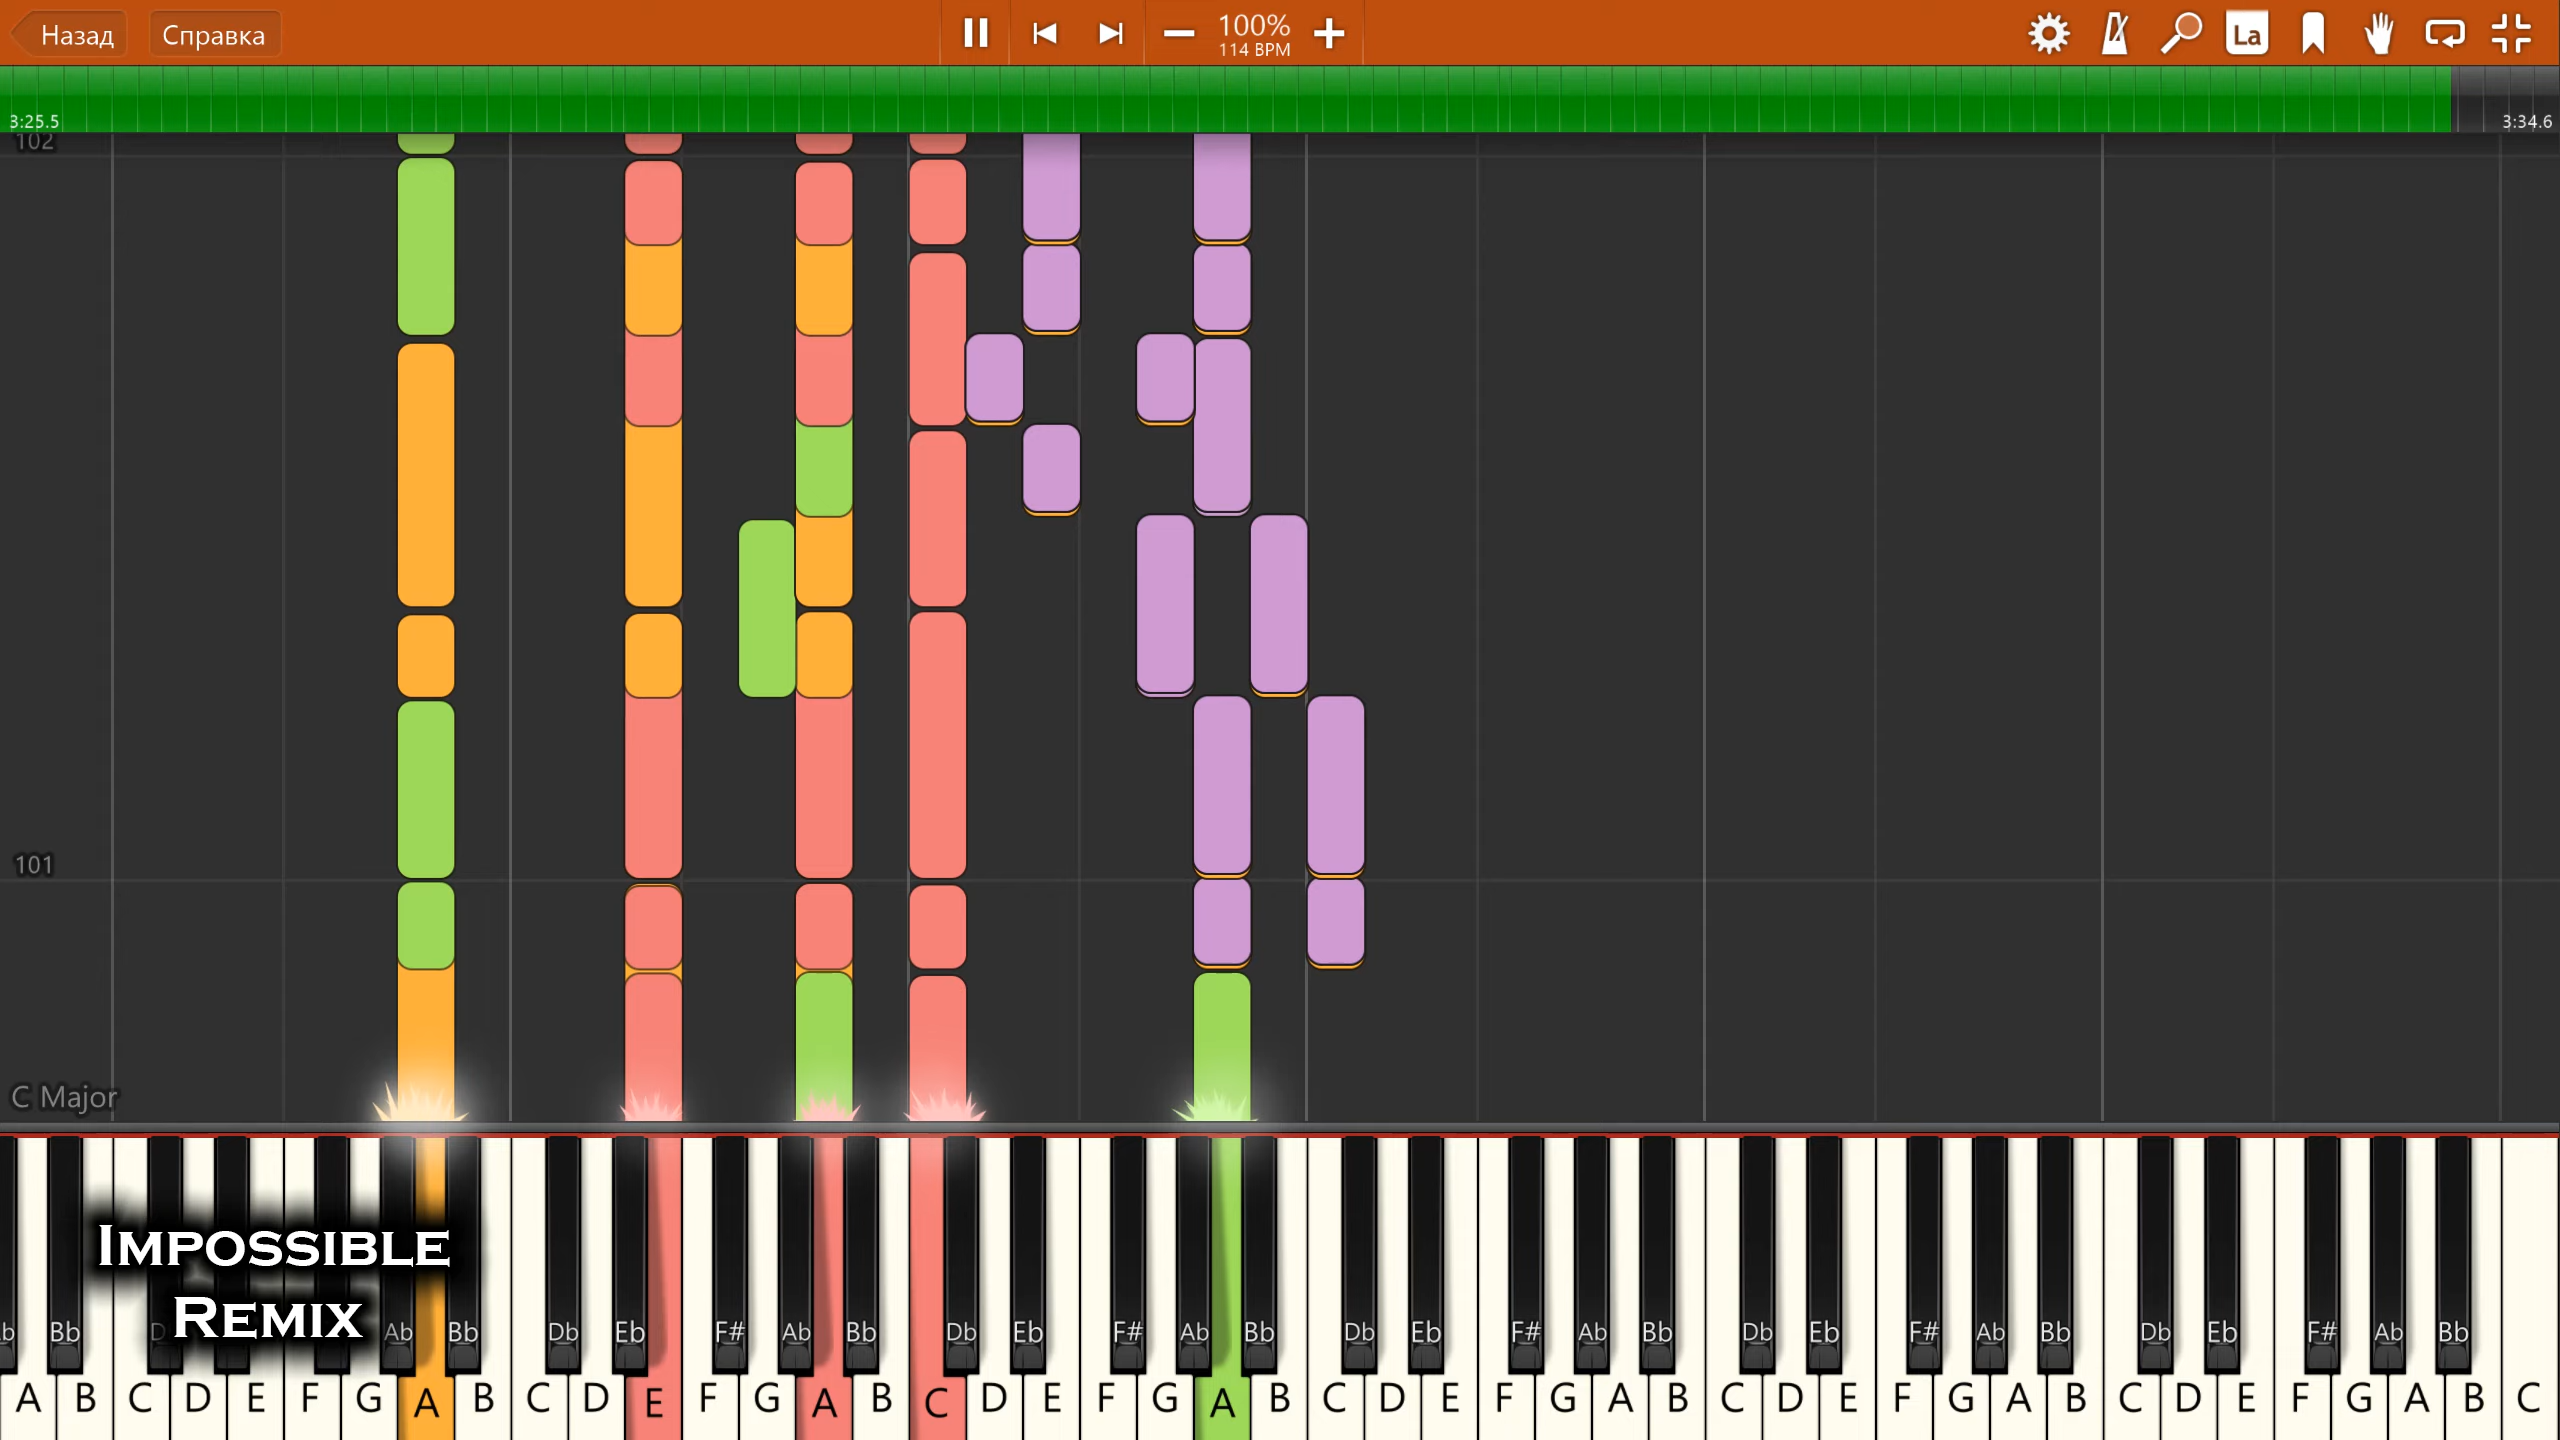 Назад Справка 100%
114 BPM La
3:25.5 3:34.6
102
101
C Major
Impossible
Remix
b Bb D Ab Bb Db Eb F# Ab Bb Db Eb F# Ab Bb Db Eb F# Ab Bb Db Eb F# Ab Bb Db Eb F# Ab Bb
A B C D E F G A B C D E F G A B C D E F G A B C D E F G A B C D E F G A B C D E F G A B C